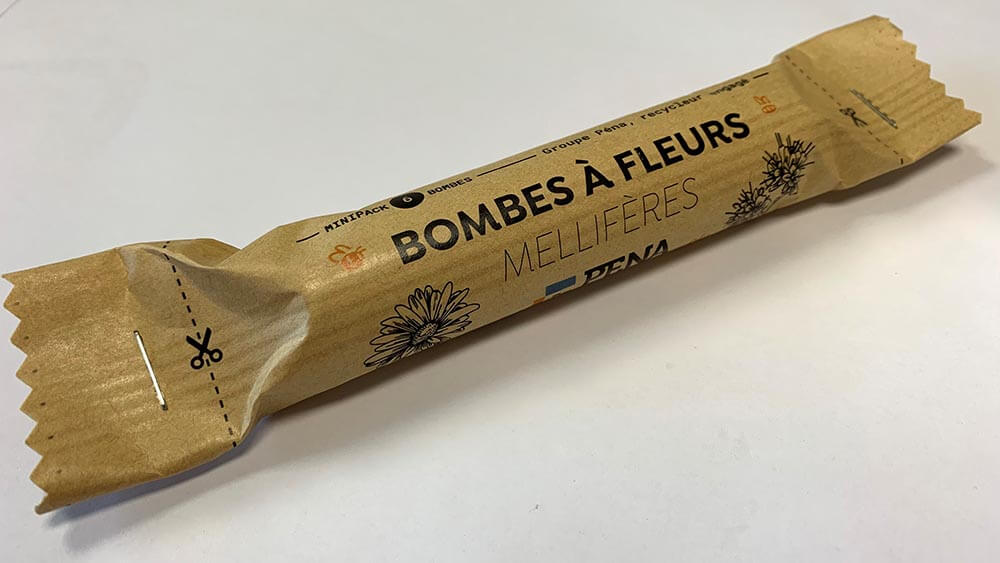 MINIPACK 6 BOMBES — Groupe Péna, recycleur engagé —
BOMBES À FLEURS
MELLIFÈRES
PENA